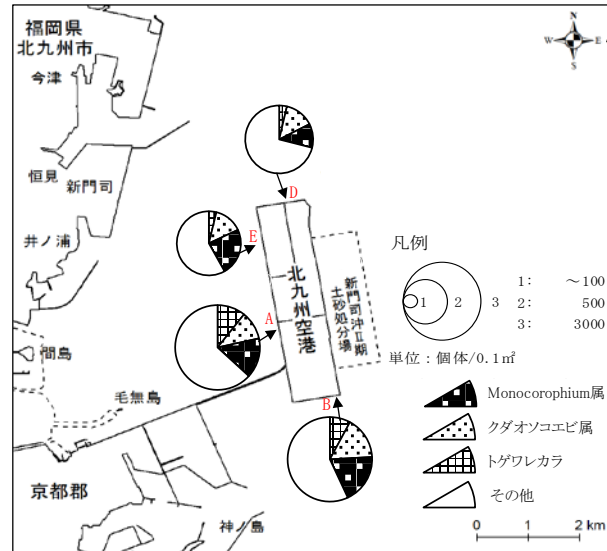 福岡県
北九州市
今津
恒見
新門司
井ノ浦
間島
毛無島
京都郡
神ノ島
N
W
E
S
D
E
A
B
北九州空港
新門司沖Ⅱ期
土砂処分場
凡例
1
2
3
1: ～100
2: 500
3: 3000
単位：個体/0.1㎡
Monocorophium属
クダオソコエビ属
トゲワレカラ
その他
0 1 2 km